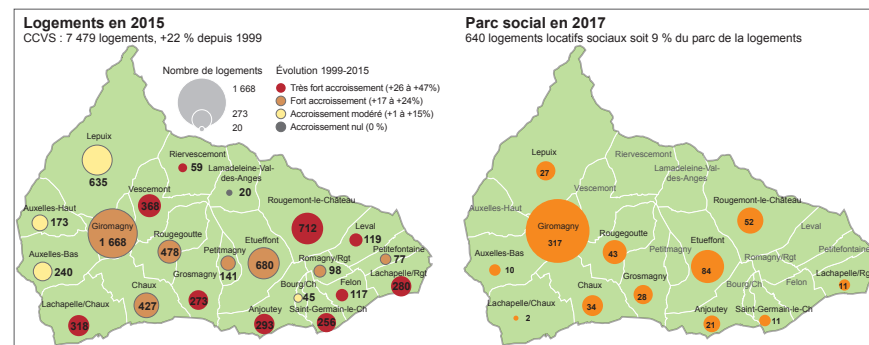 Logements en 2015
CCVS : 7 479 logements, +22 % depuis 1999
Nombre de logements
1 668
273
20
Évolution 1999-2015
Très fort accroissement (+26 à +47%)
Fort accroissement (+17 à +24%)
Accroissement modéré (+1 à +15%)
Accroissement nul (0 %)
Lepuix
635
Riervescemont
59
Lamadeleine-Val-
des-Anges
20
Vescemont
368
Rougemont-le-Château
712
Auxelles-Haut
173
Giromagny
1 668
Rougegoutte
478
Leval
119
Petitefontaine
77
Auxelles-Bas
240
Petitmagny
141
Etueffont
680
Romagny/Rgt
98
Grosmagny
273
Bourg/Ch
45
Felon
117
Lachapelle/Rgt
280
Chaux
427
Lachapelle/Chaux
318
Anjoutey
293
Saint-Germain-le-Ch
256
Parc social en 2017
640 logements locatifs sociaux soit 9 % du parc de la logements
Lepuix
27
Riervescemont
Lamadeleine-Val-
des-Anges
Vescemont
Rougemont-le-Château
52
Auxelles-Haut
Giromagny
317
Rougegoutte
43
Leval
Petitefontaine
Auxelles-Bas
10
Petitmagny
Etueffont
84
Romagny/Rgt
Grosmagny
28
Bourg/Ch
Felon
Lachapelle/Rgt
11
Chaux
34
Lachapelle/Chaux
2
Anjoutey
21
Saint-Germain-le-Ch
11